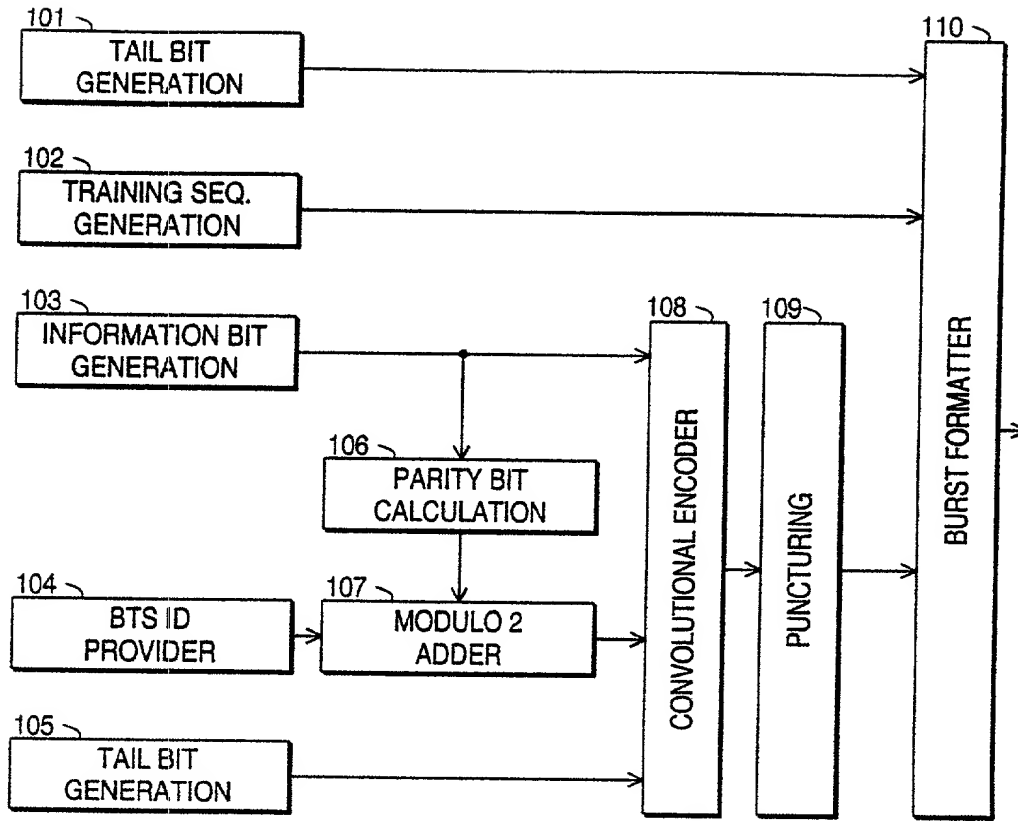 101
TAIL BIT
GENERATION
102
TRAINING SEQ.
GENERATION
103
INFORMATION BIT
GENERATION
106
PARITY BIT
CALCULATION
104
BTS ID
PROVIDER
107
MODULO 2
ADDER
105
TAIL BIT
GENERATION
108
CONVOLUTIONAL ENCODER
109
PUNCTURING
110
BURST FORMATTER